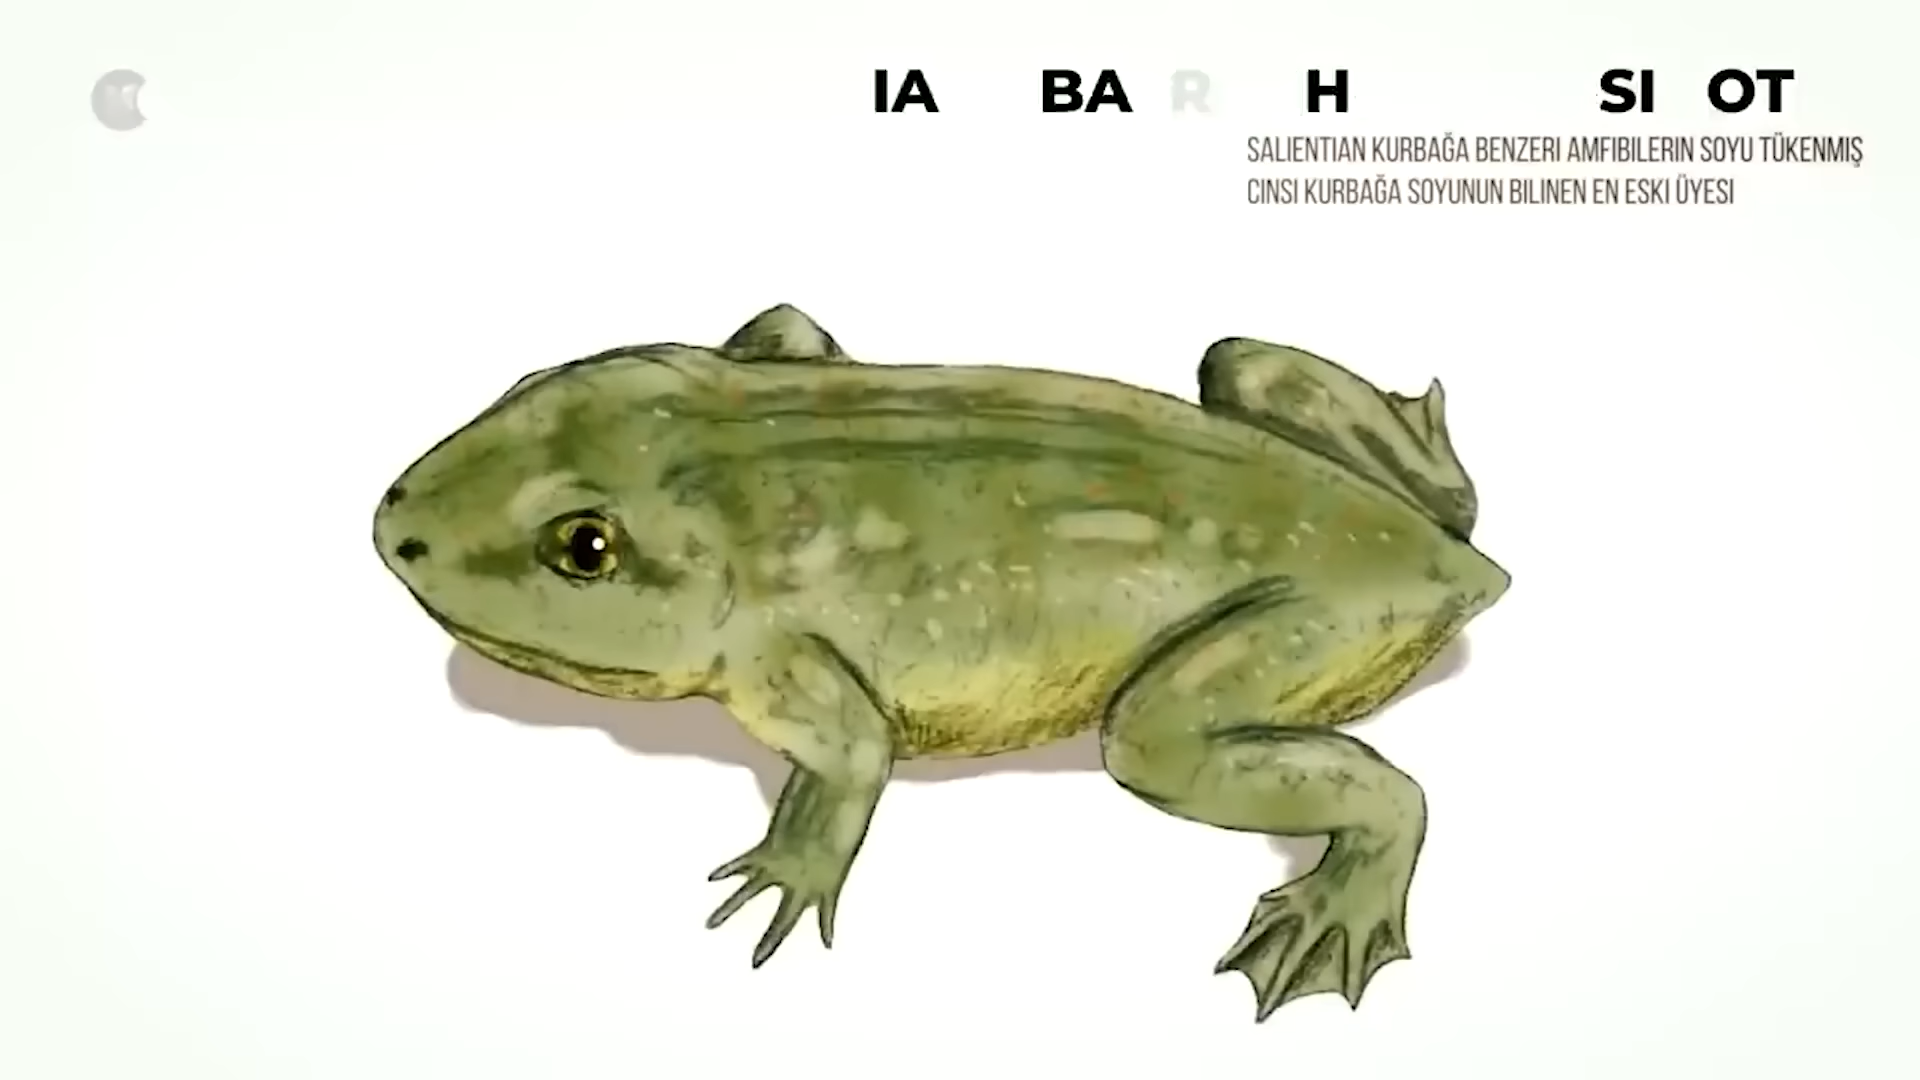 IA BA R H SI OT
SALIENTIAN KURBAĞA BENZERI AMFIBILERIN SOYU TÜKENMIŞ
CINSI KURBAĞA SOYUNUN BILINEN EN ESKI ÜYESI